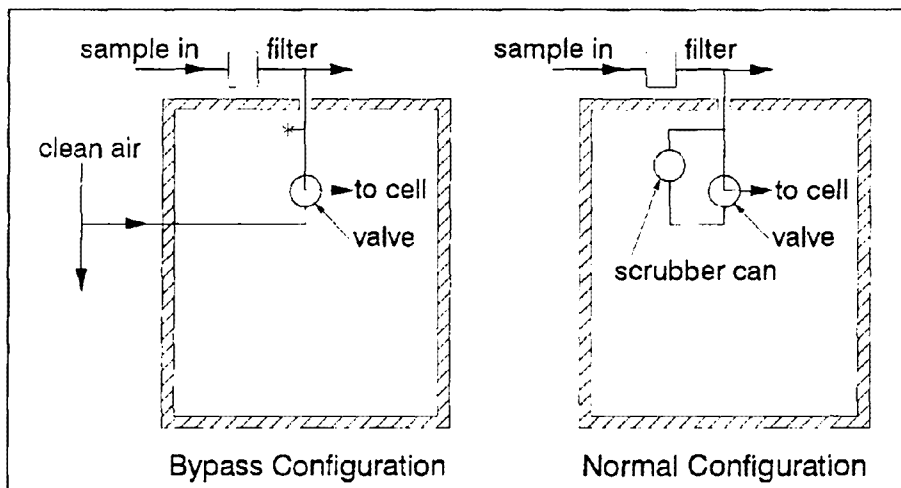 sample in
filter
clean air
to cell
valve
Bypass Configuration
sample in
filter
to cell
valve
scrubber can
Normal Configuration